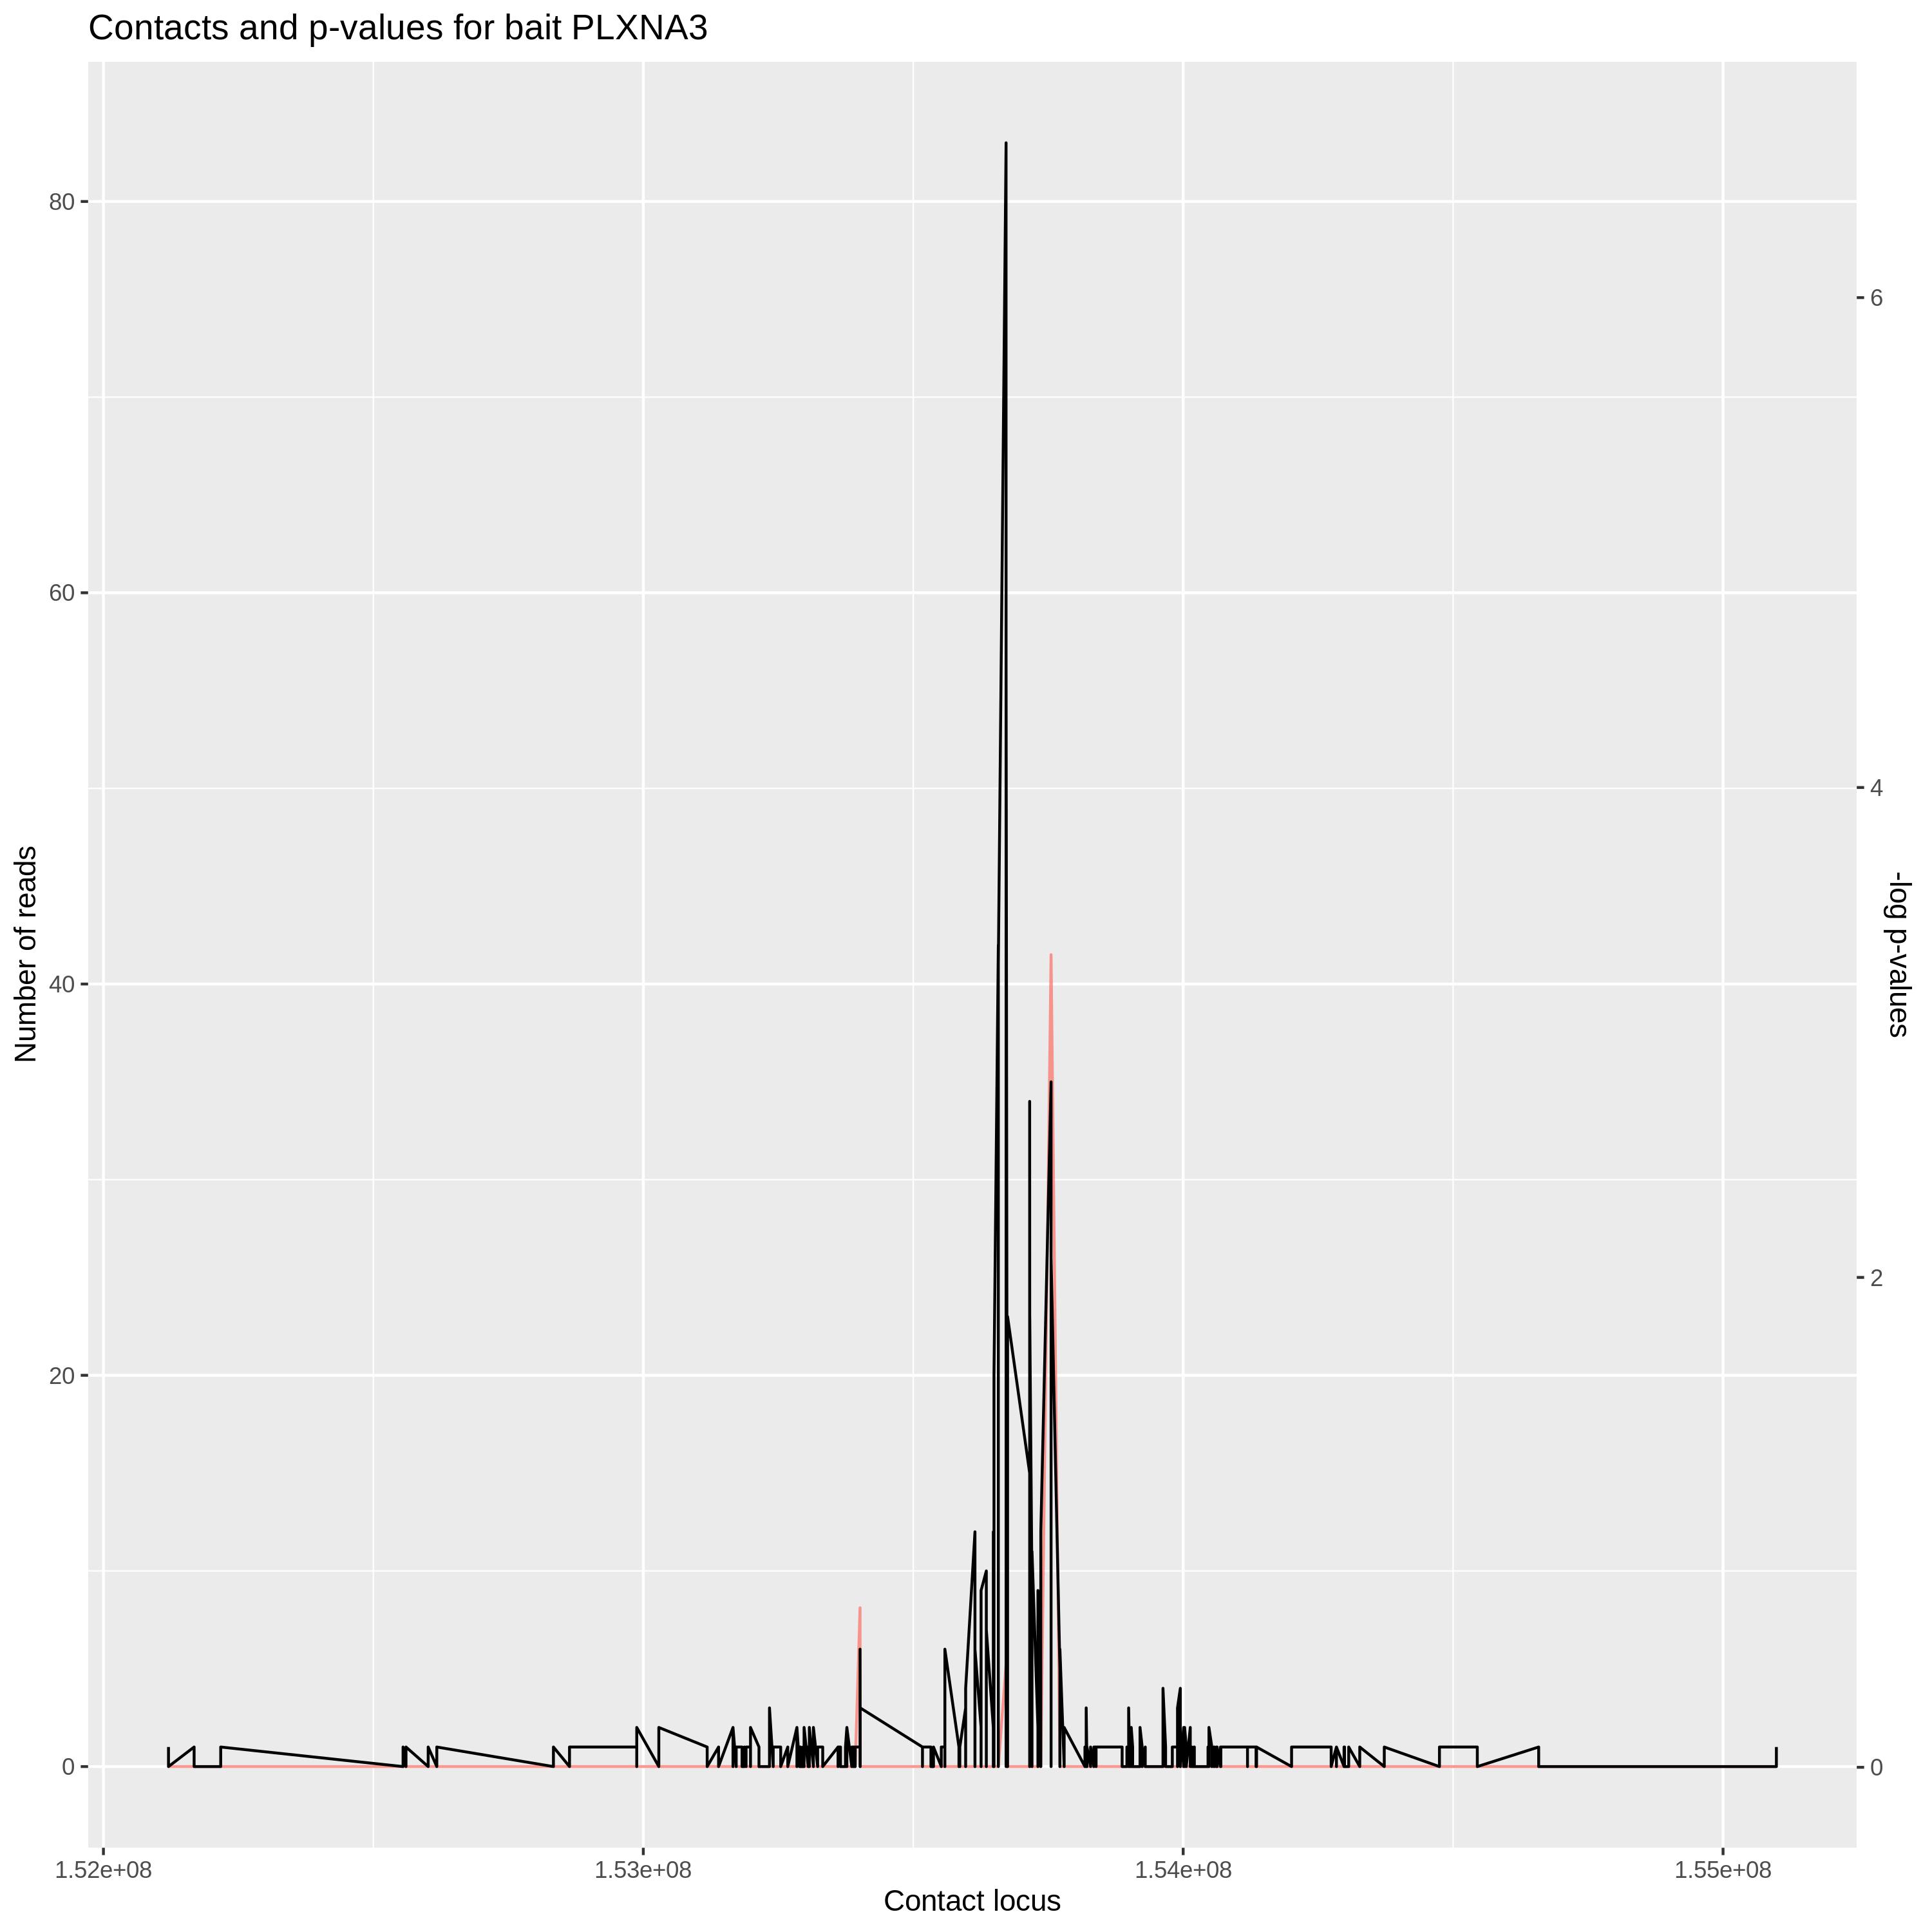 Contacts and p-values for bait PLXNA3
80
60
40
20
0
Number of reads
6
4
2
0
-log p-values
1.52e+08
1.53e+08
1.54e+08
1.55e+08
Contact locus